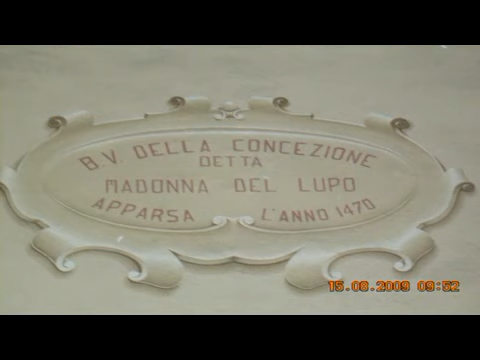 B.V. DELLA CONCEZIONE
DETTA
MADONNA DEL LUPO
APPARSA L'ANNO 1470
15.08.2009 09:52